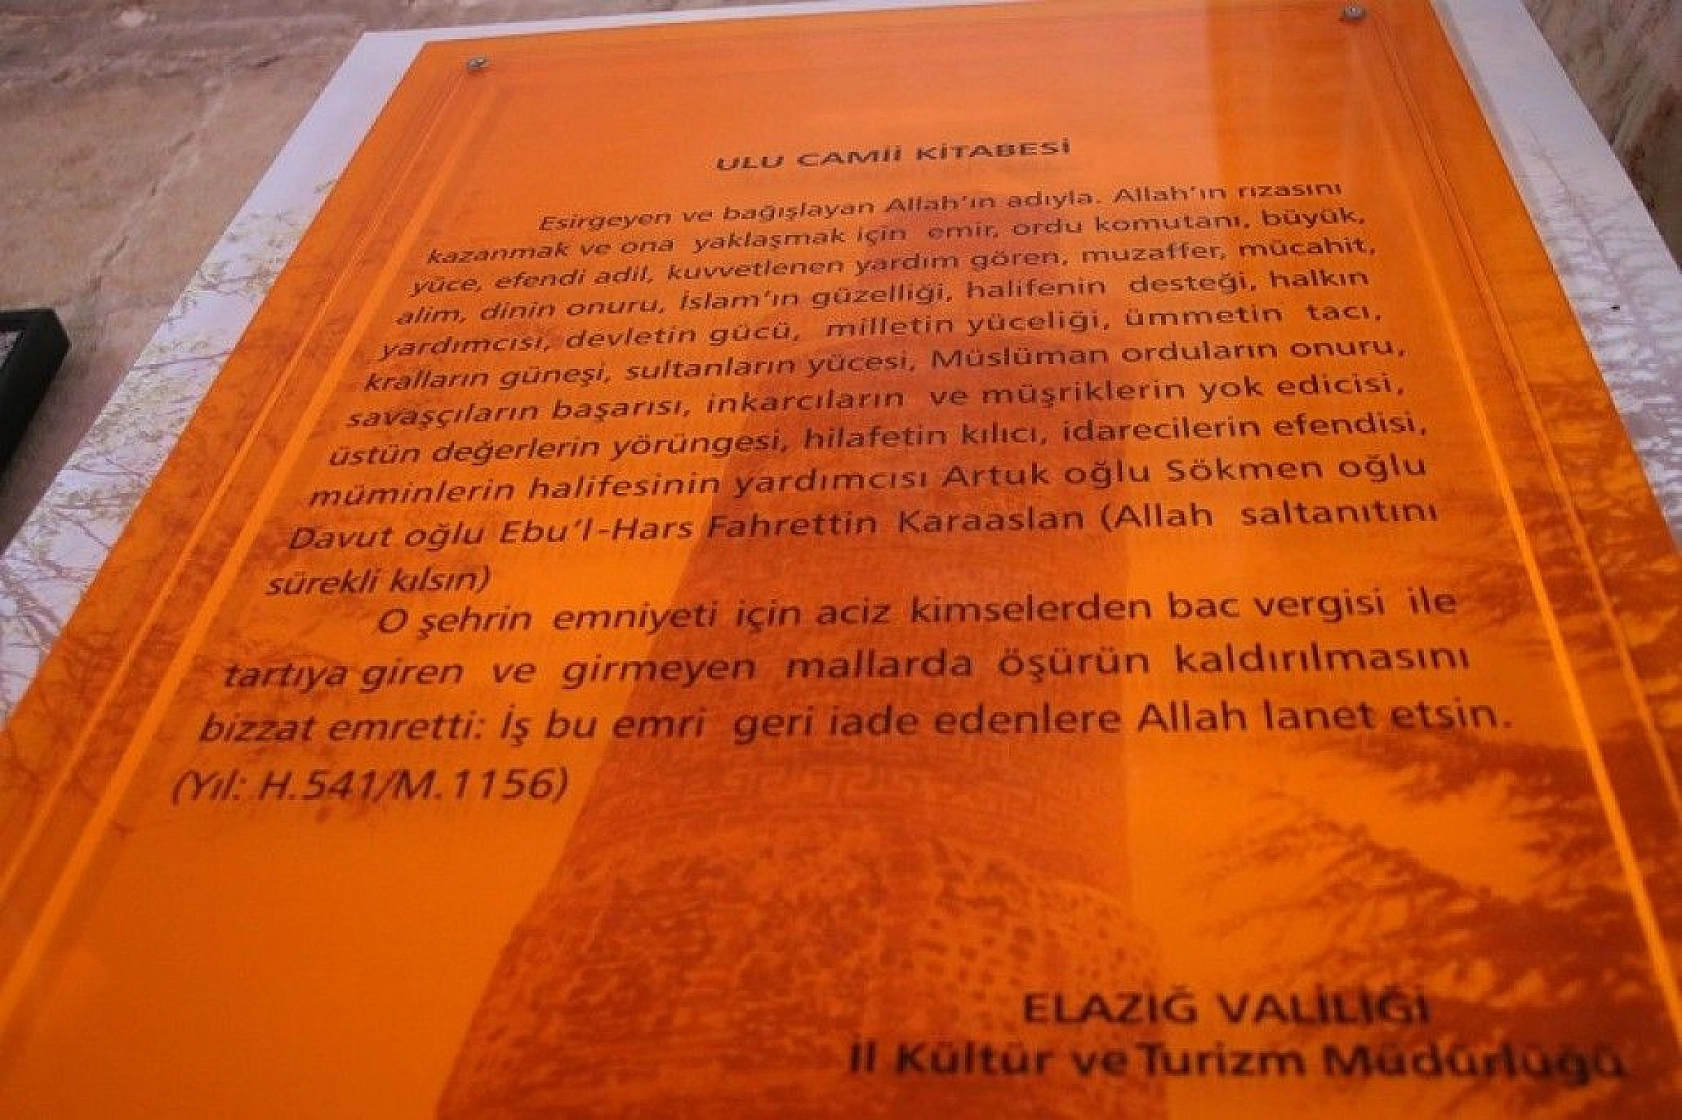 ULU CAMİİ KİTABESİ
Esirgeyen ve bağışlayan Allah'ın adıyla. Allah'ın rızasını
kazanmak ve ona yaklaşmak için emir, ordu komutanı, büyük,
yüce, efendi adil, kuvvetlenen yardım gören, muzaffer, mücahit,
alim, dinin onuru, İslam'ın güzelliği, halifenin desteği, halkın
yardımcısı, devletin gücü, milletin yüceliği, ümmetin tacı,
kralların güneşi, sultanların yücesi, Müslüman orduların onuru,
savaşçıların başarısı, inkarcıların ve müşriklerin yok edicisi,
üstün değerlerin yörüngesi, hilafetin kılıcı, idarecilerin efendisi,
müminlerin halifesinin yardımcısı Artuk oğlu Sökmen oğlu
Davut oğlu Ebu'l-Hars Fahrettin Karaaslan (Allah saltanıtını
sürekli kılsın)
O şehrin emniyeti için aciz kimselerden bac vergisi ile
tartıya giren ve girmeyen mallarda öşürün kaldırılmasını
bizzat emretti: İş bu emri geri iade edenlere Allah lanet etsin.
(Yıl: H.541/M.1156)
ELAZIĞ VALİLİĞİ
İl Kültür ve Turizm Müdürlüğü